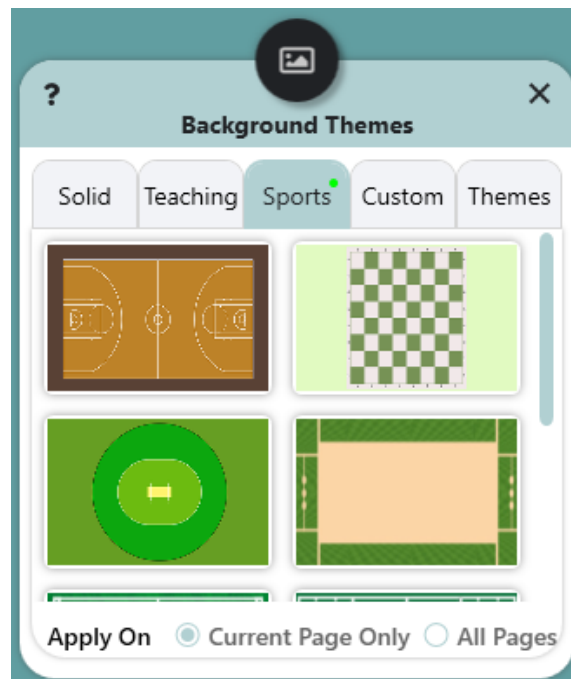 ?
Background Themes
Solid Teaching Sports Custom Themes
Apply On Current Page Only All Pages